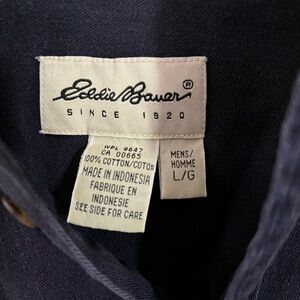 Eddie Bauer®
SINCE 1920
WPL 9647
CA 00665
100% COTTON/COTON
MADE IN INDONESIA
FABRIQUE EN
INDONESIE
SEE SIDE FOR CARE
MENS/
HOMME
L/G